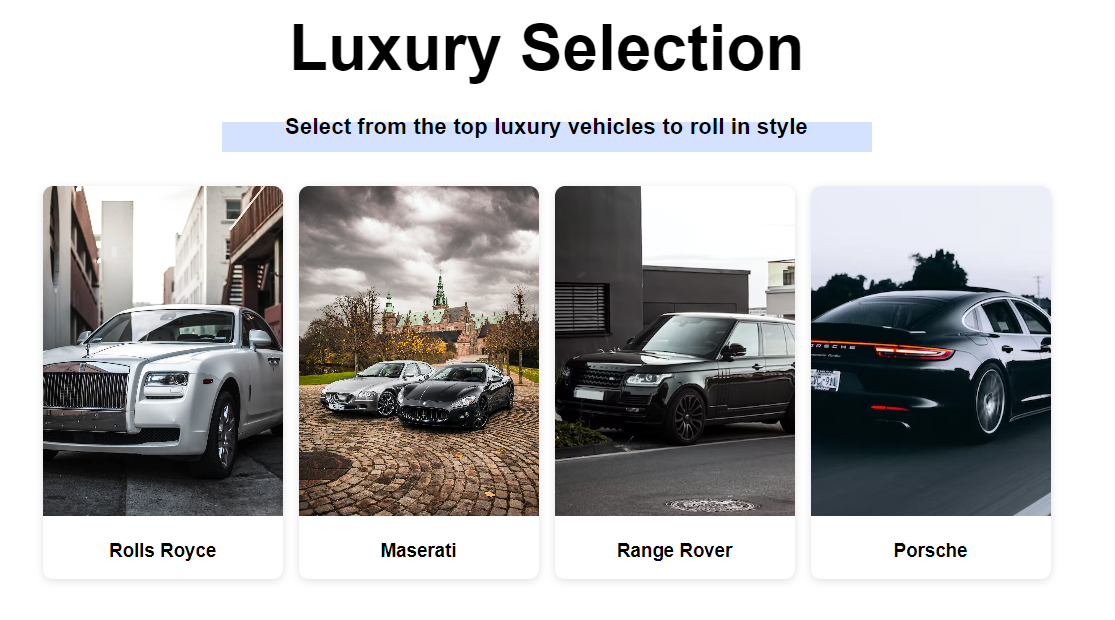 Luxury Selection
Select from the top luxury vehicles to roll in style
Rolls Royce
Maserati
Range Rover
Porsche